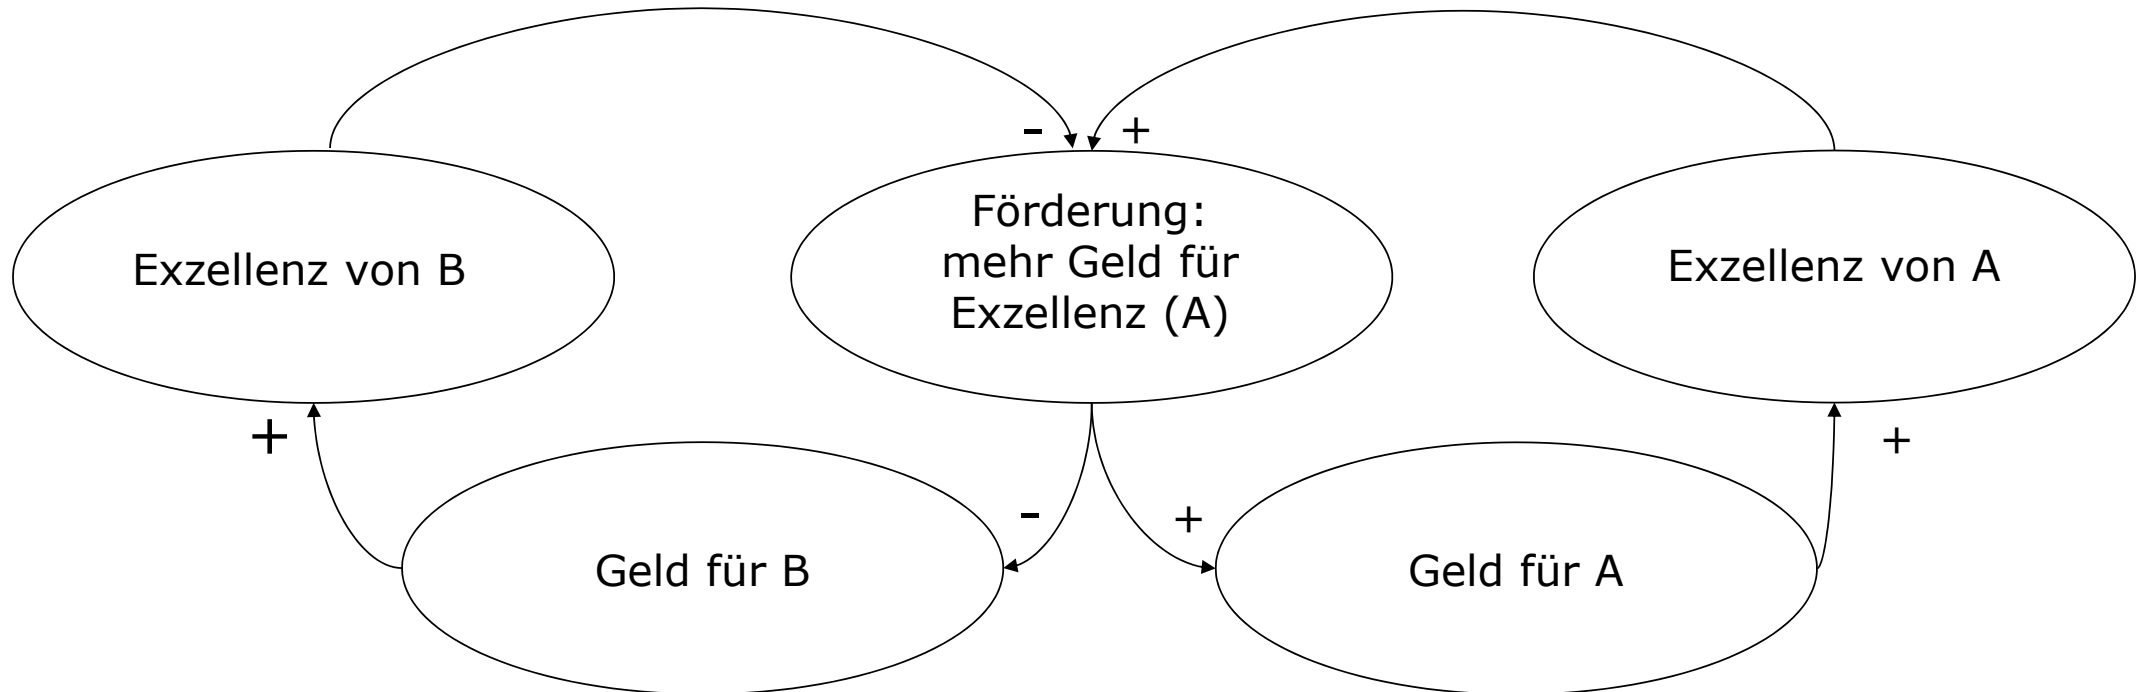 - +
Exzellenz von B
Förderung:
mehr Geld für
Exzellenz (A)
Exzellenz von A
+
+
- +
Geld für B
Geld für A